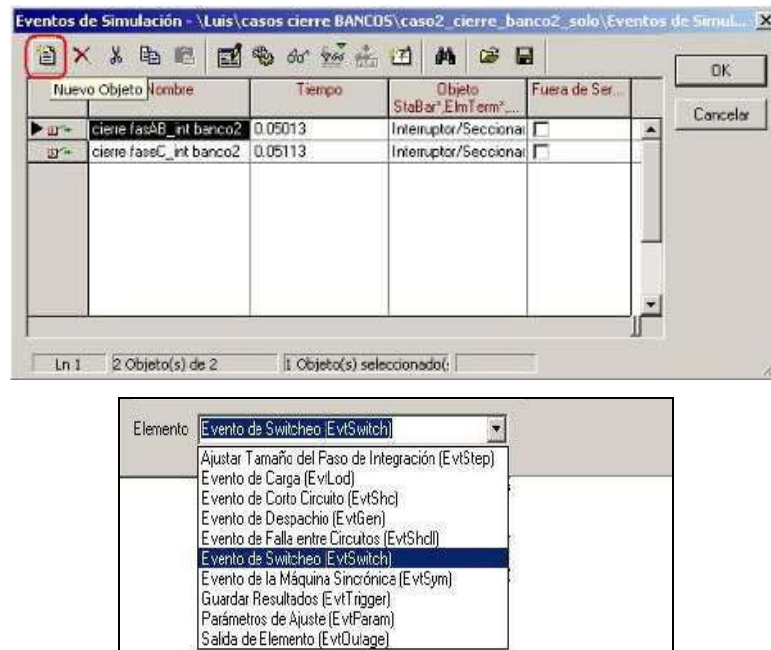 Eventos de Simulación - \Luis\casos cierre BANCOS\caso2_cierre_banco2_solo\Eventos de Simul...
OK
Cancelar
Nuevo Objeto
Nombre
Tiempo
Objeto
StaBar*,ElmTerm*,...
Fuera de Ser...
cierre fasAB_int banco2 0.05013 Interruptor/Secciona
cierre faseC_int banco2 0.05113 Interruptor/Secciona
Ln 1 2 Objeto(s) de 2 1 Objeto(s) seleccionado(:
Elemento Evento de Switcheo (EvtSwitch)
Ajustar Tamaño del Paso de Integración (EvtStep)
Evento de Carga (EvtLod)
Evento de Corto Circuito (EvtShc)
Evento de Despachio (EvtGen)
Evento de Falla entre Circuitos (EvtShcll)
Evento de Switcheo (EvtSwitch)
Evento de la Máquina Sincrónica (EvtSym)
Guardar Resultados (EvtTrigger)
Parámetros de Ajuste (EvtParam)
Salida de Elemento (EvtOutage)